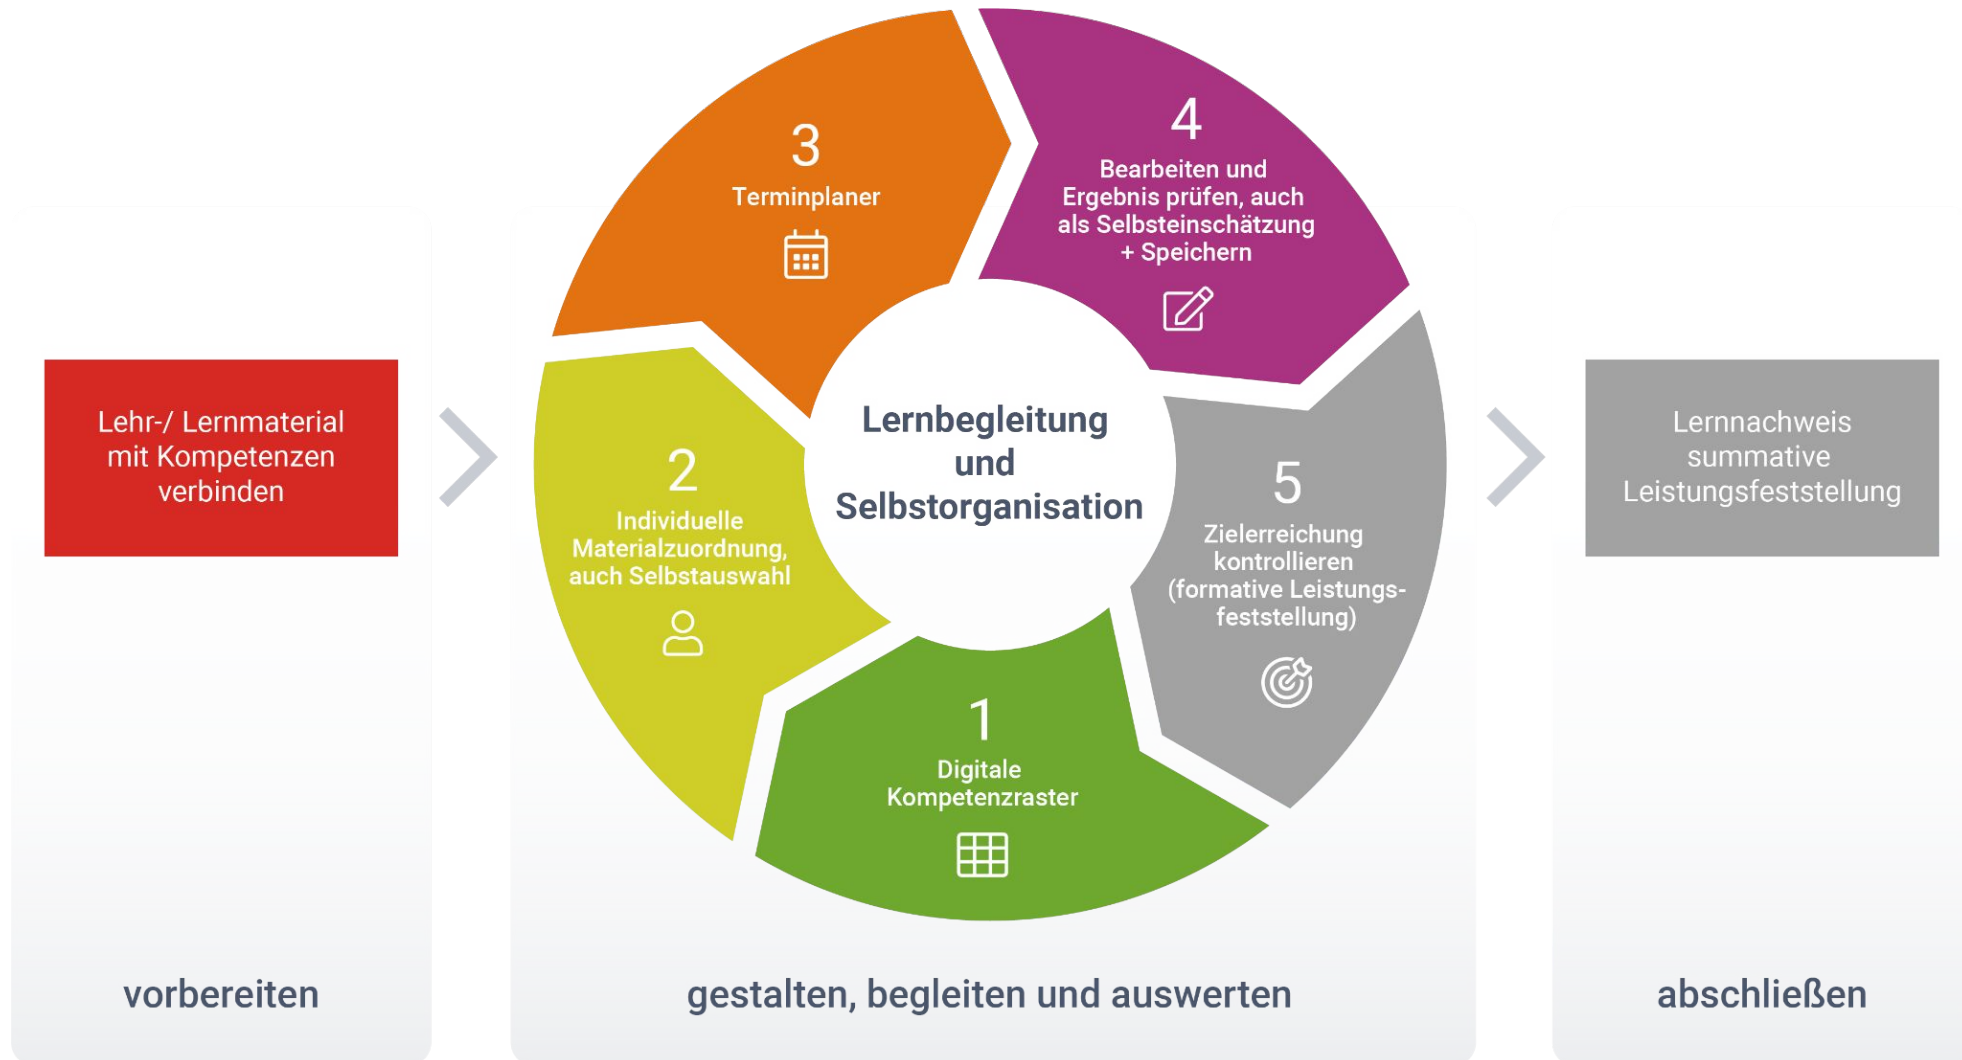 Lehr-/ Lernmaterial
mit Kompetenzen
verbinden
vorbereiten
Lernbegleitung
und
Selbstorganisation
1
Digitale
Kompetenzraster
2
Individuelle
Materialzuordnung,
auch Selbstauswahl
3
Terminplaner
4
Bearbeiten und
Ergebnis prüfen, auch
als Selbsteinschätzung
+ Speichern
5
Zielerreichung
kontrollieren
(formative Leistungs-
feststellung)
gestalten, begleiten und auswerten
Lernnachweis
summative
Leistungsfeststellung
abschließen